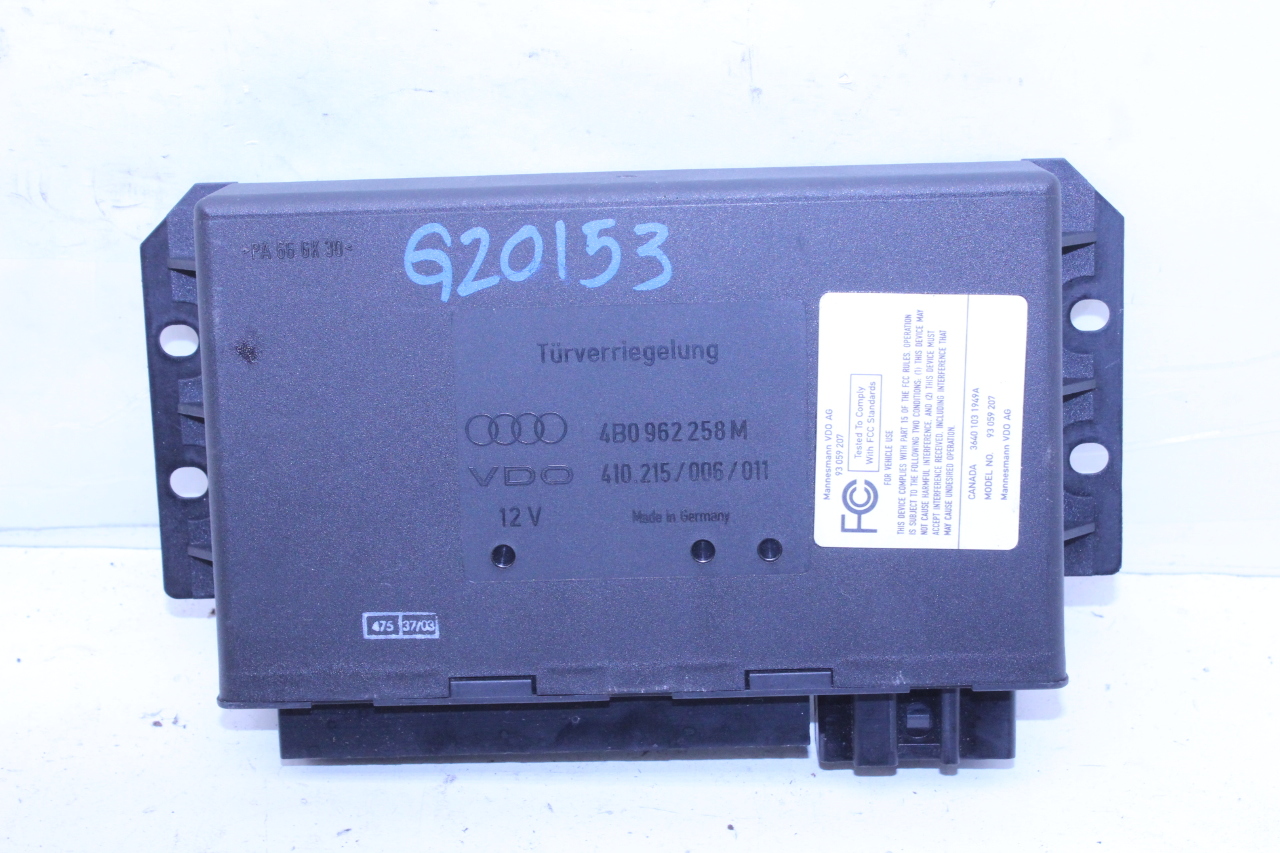 >PA 66 GK 30<
G20153
Türverriegelung
4B0 962 258 M
VDO 410.215/006/011
12 V Made in Germany
475 37/03
Mannesmann VDO AG
93 059 207
FC
Tested To Comply
With FCC Standards
FOR VEHICLE USE
THIS DEVICE COMPLIES WITH PART 15 OF THE FCC RULES. OPERATION
IS SUBJECT TO THE FOLLOWING TWO CONDITIONS: (1) THIS DEVICE MAY
NOT CAUSE HARMFUL INTERFERENCE, AND (2) THIS DEVICE MUST
ACCEPT INTERFERENCE RECEIVED, INCLUDING INTERFERENCE THAT
MAY CAUSE UNDESIRED OPERATION.
CANADA 3640 103 1949A
MODEL NO. 93 059 207
Mannesmann VDO AG